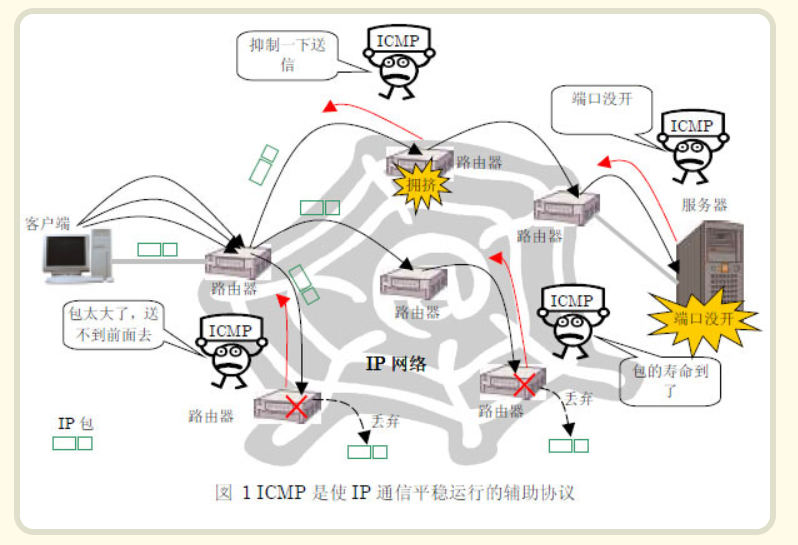 抑制一下送
信
ICMP
端口没开
ICMP
路由器
拥挤
服务器
客户端
路由器
路由器
路由器
端口没开
包太大了，送
不到前面去
ICMP
ICMP
IP 网络
包的寿命到
了
路由器
路由器
丢弃
丢弃
IP 包
图 1 ICMP 是使 IP 通信平稳运行的辅助协议